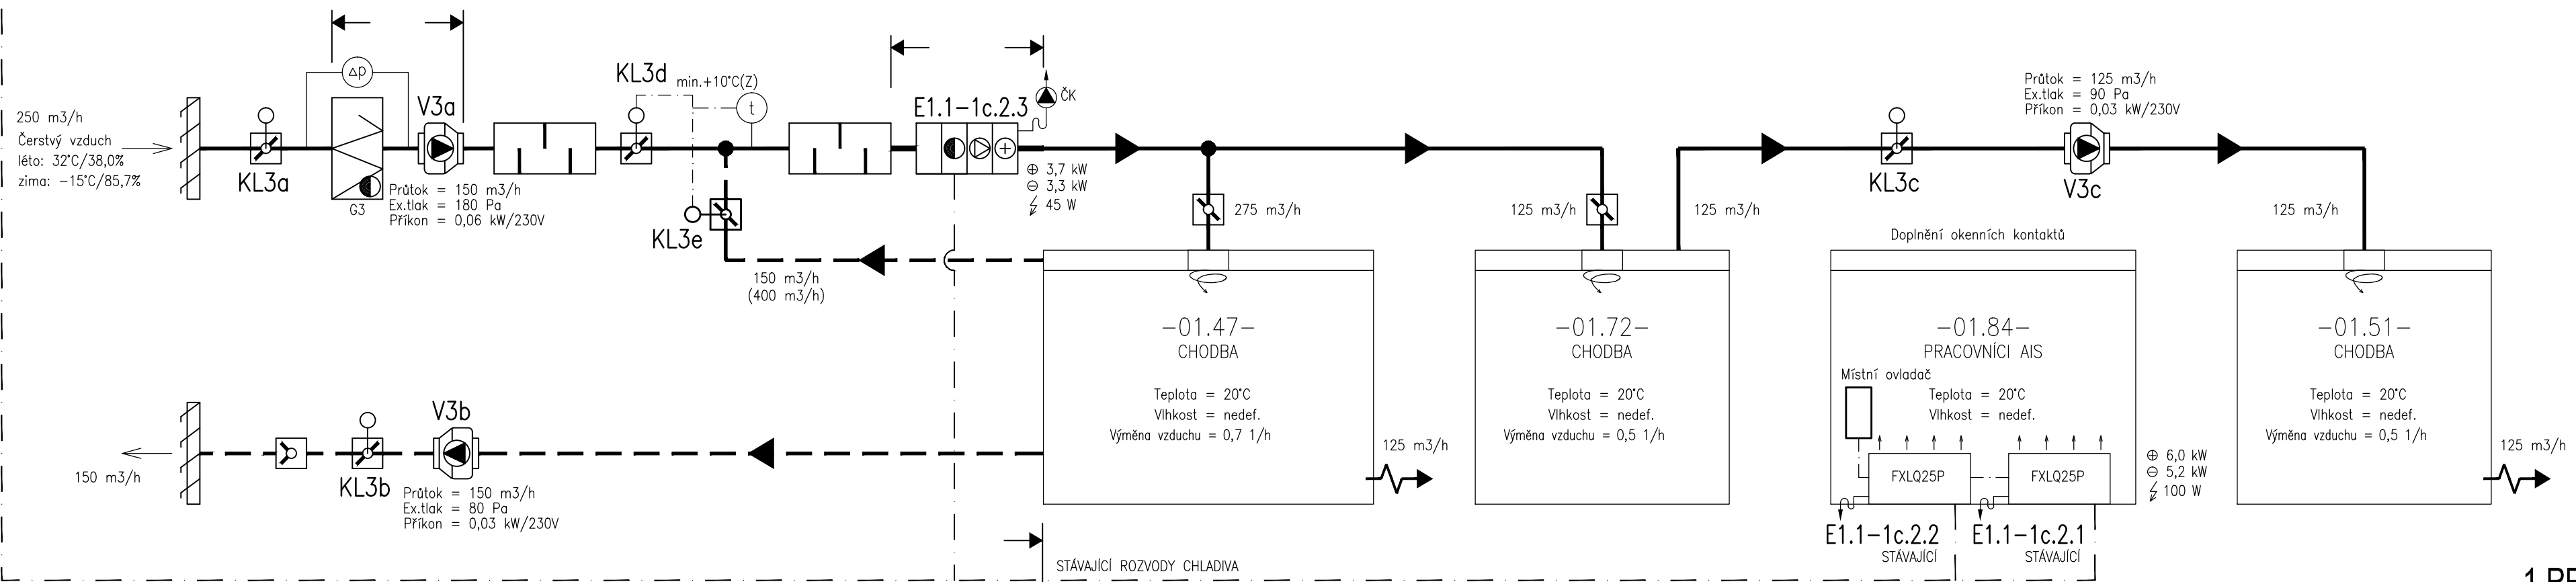 250 m3/h
Čerstvý vzduch
léto: 32°C/38,0%
zima: -15°C/85,7%
KL3a
Δp
G3
V3a
Průtok = 150 m3/h
Ex.tlak = 180 Pa
Příkon = 0,06 kW/230V
KL3d
min.+10°C(Z)
t
KL3e
150 m3/h
(400 m3/h)
E1.1-1c.2.3
ČK
⊕ 3,7 kW
⊖ 3,3 kW
45 W
275 m3/h
125 m3/h
125 m3/h
KL3c
Průtok = 125 m3/h
Ex.tlak = 90 Pa
Příkon = 0,03 kW/230V
V3c
125 m3/h
Doplnění okenních kontaktů
-01.47-
CHODBA
Teplota = 20°C
Vlhkost = nedef.
Výměna vzduchu = 0,7 1/h
125 m3/h
-01.72-
CHODBA
Teplota = 20°C
Vlhkost = nedef.
Výměna vzduchu = 0,5 1/h
-01.84-
PRACOVNÍCI AIS
Místní ovladač
Teplota = 20°C
Vlhkost = nedef.
FXLQ25P
FXLQ25P
⊕ 6,0 kW
⊖ 5,2 kW
100 W
E1.1-1c.2.2
STÁVAJÍCÍ
E1.1-1c.2.1
STÁVAJÍCÍ
-01.51-
CHODBA
Teplota = 20°C
Vlhkost = nedef.
Výměna vzduchu = 0,5 1/h
125 m3/h
150 m3/h
KL3b
V3b
Průtok = 150 m3/h
Ex.tlak = 80 Pa
Příkon = 0,03 kW/230V
STÁVAJÍCÍ ROZVODY CHLADIVA